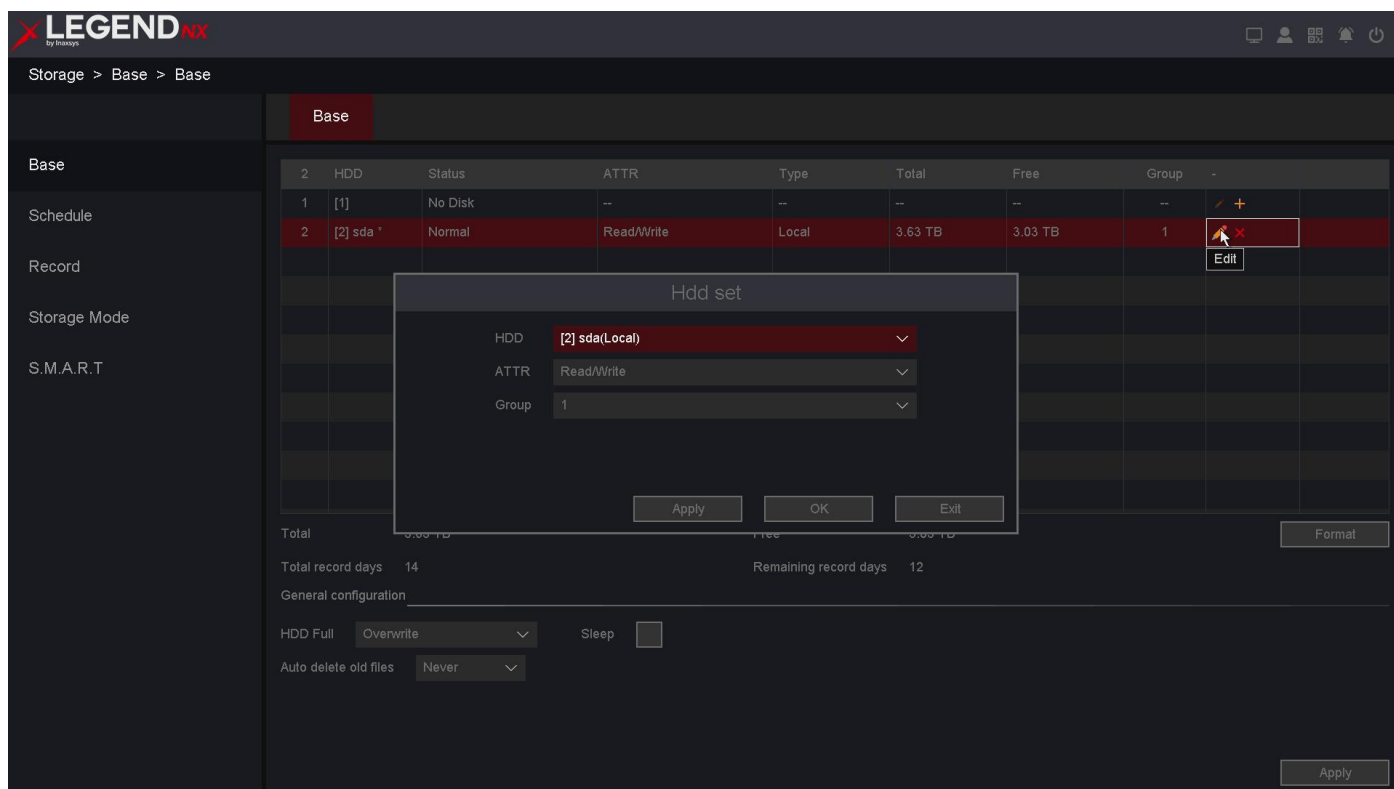 LEGEND NX
by Inaxsys
Storage > Base > Base
Base
Base
Schedule
Record
Storage Mode
S.M.A.R.T
2 HDD Status ATTR Type Total Free Group -
1 [1] No Disk -- -- -- -- --
2 [2] sda * Normal Read/Write Local 3.63 TB 3.03 TB 1
Edit
Hdd set
HDD [2] sda(Local)
ATTR Read/Write
Group 1
Apply OK Exit
Total Free Format
Total record days 14 Remaining record days 12
General configuration
HDD Full Overwrite Sleep
Auto delete old files Never
Apply